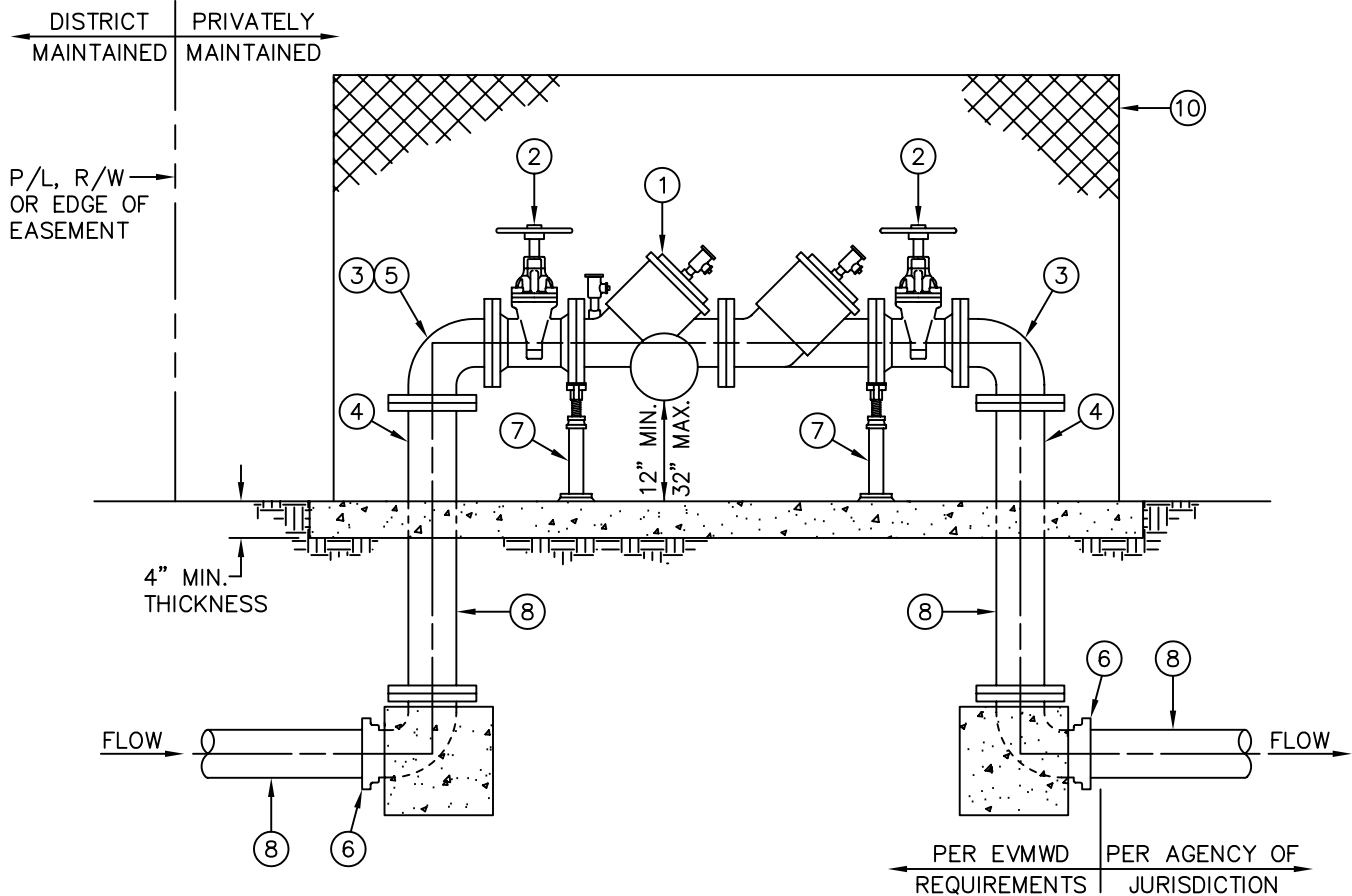 DISTRICT
MAINTAINED
PRIVATELY
MAINTAINED
P/L, R/W
OR EDGE OF
EASEMENT
10
2
2
1
3
5
3
4
4
7
7
12” MIN.
32” MAX.
4” MIN.
THICKNESS
8
8
6
8
FLOW
FLOW
8
6
PER EVMWD
REQUIREMENTS
PER AGENCY OF
JURISDICTION